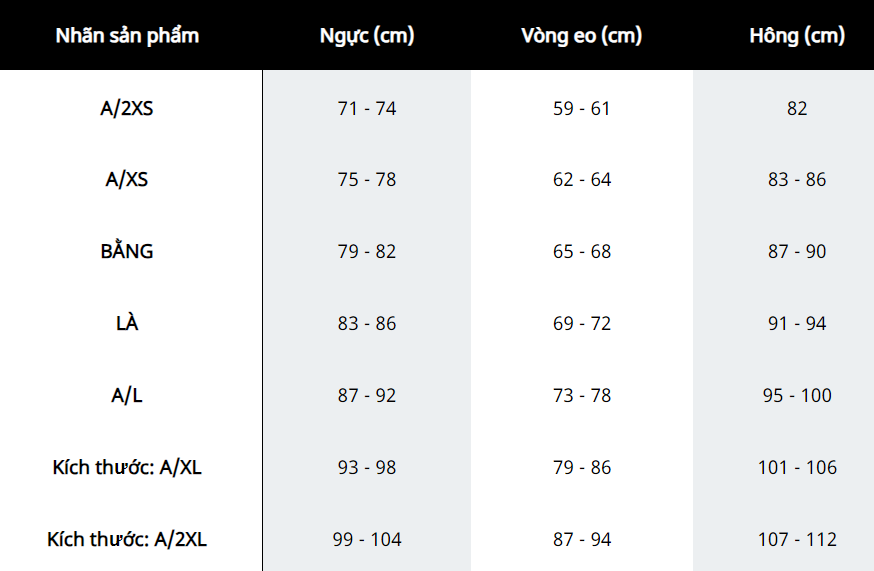 Nhãn sản phẩm Ngực (cm) Vòng eo (cm) Hông (cm)
A/2XS 71 - 74 59 - 61 82
A/XS 75 - 78 62 - 64 83 - 86
BẰNG 79 - 82 65 - 68 87 - 90
LÀ 83 - 86 69 - 72 91 - 94
A/L 87 - 92 73 - 78 95 - 100
Kích thước: A/XL 93 - 98 79 - 86 101 - 106
Kích thước: A/2XL 99 - 104 87 - 94 107 - 112